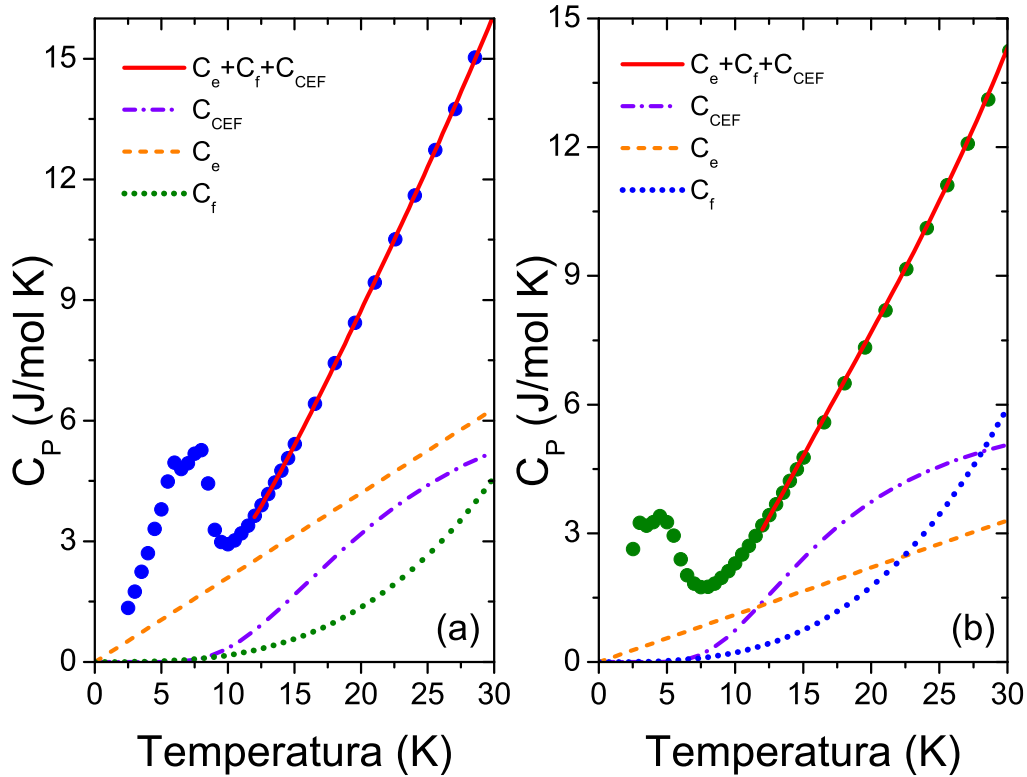 C_e+C_f+C_CEF
C_CEF
C_e
C_f
C_P (J/mol K)
15
12
9
6
3
0
(a)
0 5 10 15 20 25 30
Temperatura (K)
C_e+C_f+C_CEF
C_CEF
C_e
C_f
C_P (J/mol K)
15
12
9
6
3
0
(b)
0 5 10 15 20 25 30
Temperatura (K)